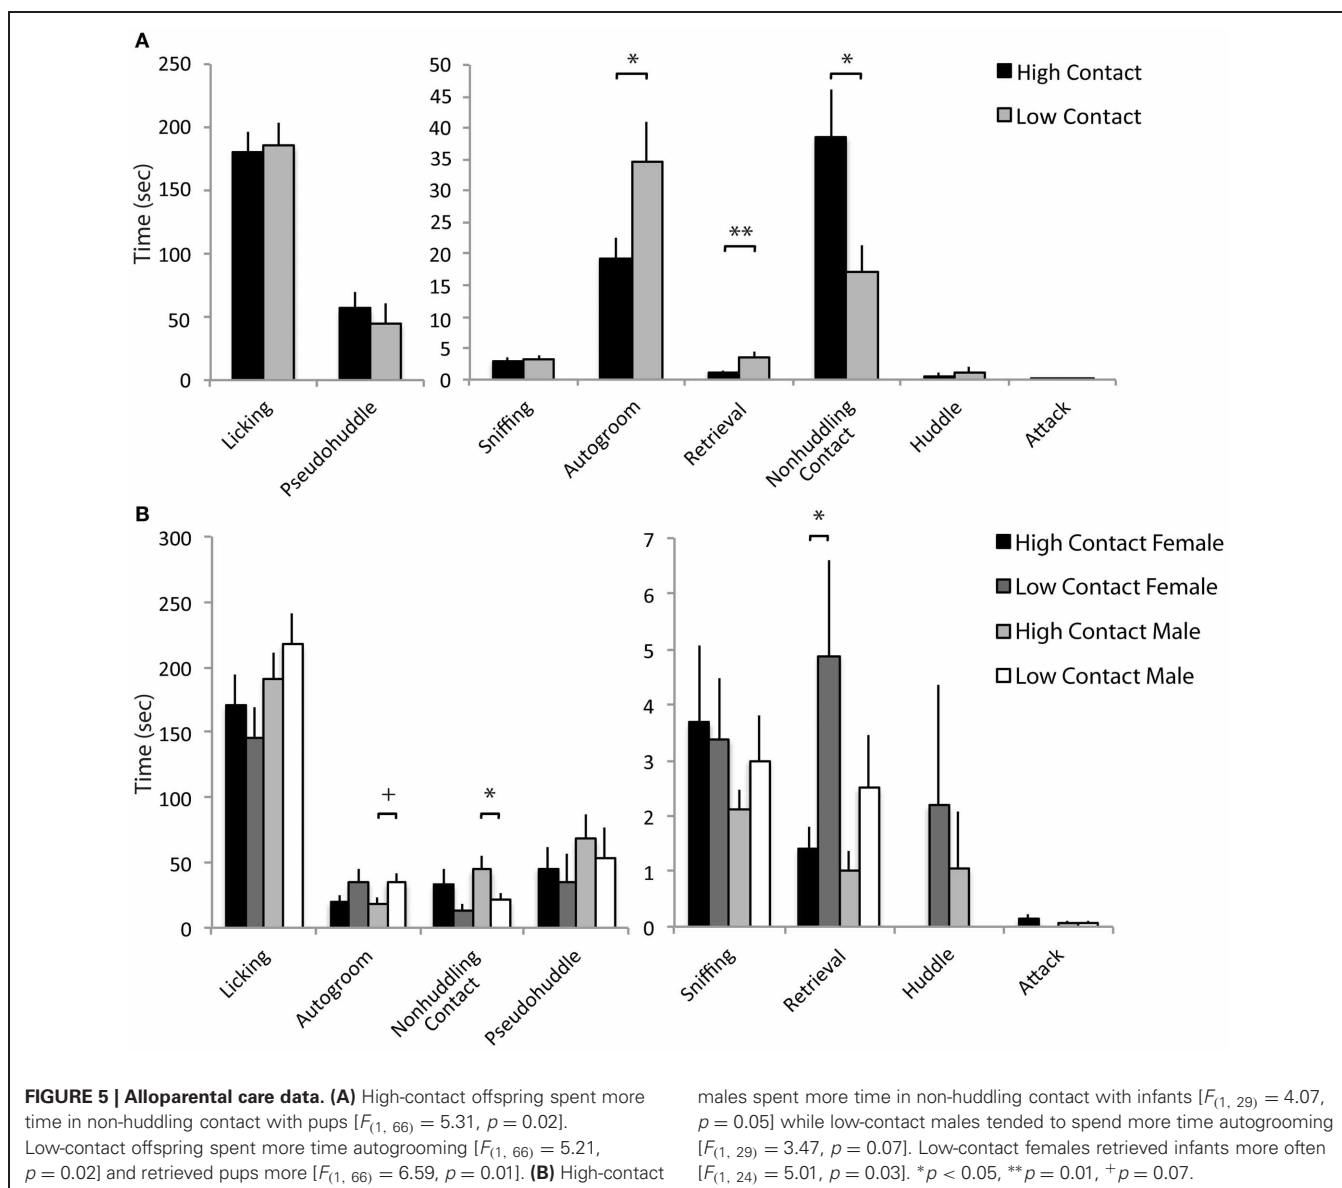 A
250
200
150
100
50
0
Time (sec)
Licking
Pseudohuddle
50
45
40
35
30
25
20
15
10
5
0
*
**
*
Sniffing
Autogroom
Retrieval
Nonhuddling
Contact
Huddle
Attack
High Contact
Low Contact
B
300
250
200
150
100
50
0
Time (sec)
+
*
Licking
Autogroom
Nonhuddling
Contact
Pseudohuddle
7
6
5
4
3
2
1
0
*
Sniffing
Retrieval
Huddle
Attack
High Contact Female
Low Contact Female
High Contact Male
Low Contact Male
FIGURE 5 | Alloparental care data. (A) High-contact offspring spent more
time in non-huddling contact with pups [F(1, 66) = 5.31, p = 0.02].
Low-contact offspring spent more time autogrooming [F(1, 66) = 5.21,
p = 0.02] and retrieved pups more [F(1, 66) = 6.59, p = 0.01]. (B) High-contact
males spent more time in non-huddling contact with infants [F(1, 29) = 4.07,
p = 0.05] while low-contact males tended to spend more time autogrooming
[F(1, 29) = 3.47, p = 0.07]. Low-contact females retrieved infants more often
[F(1, 24) = 5.01, p = 0.03]. *p < 0.05, **p = 0.01, +p = 0.07.